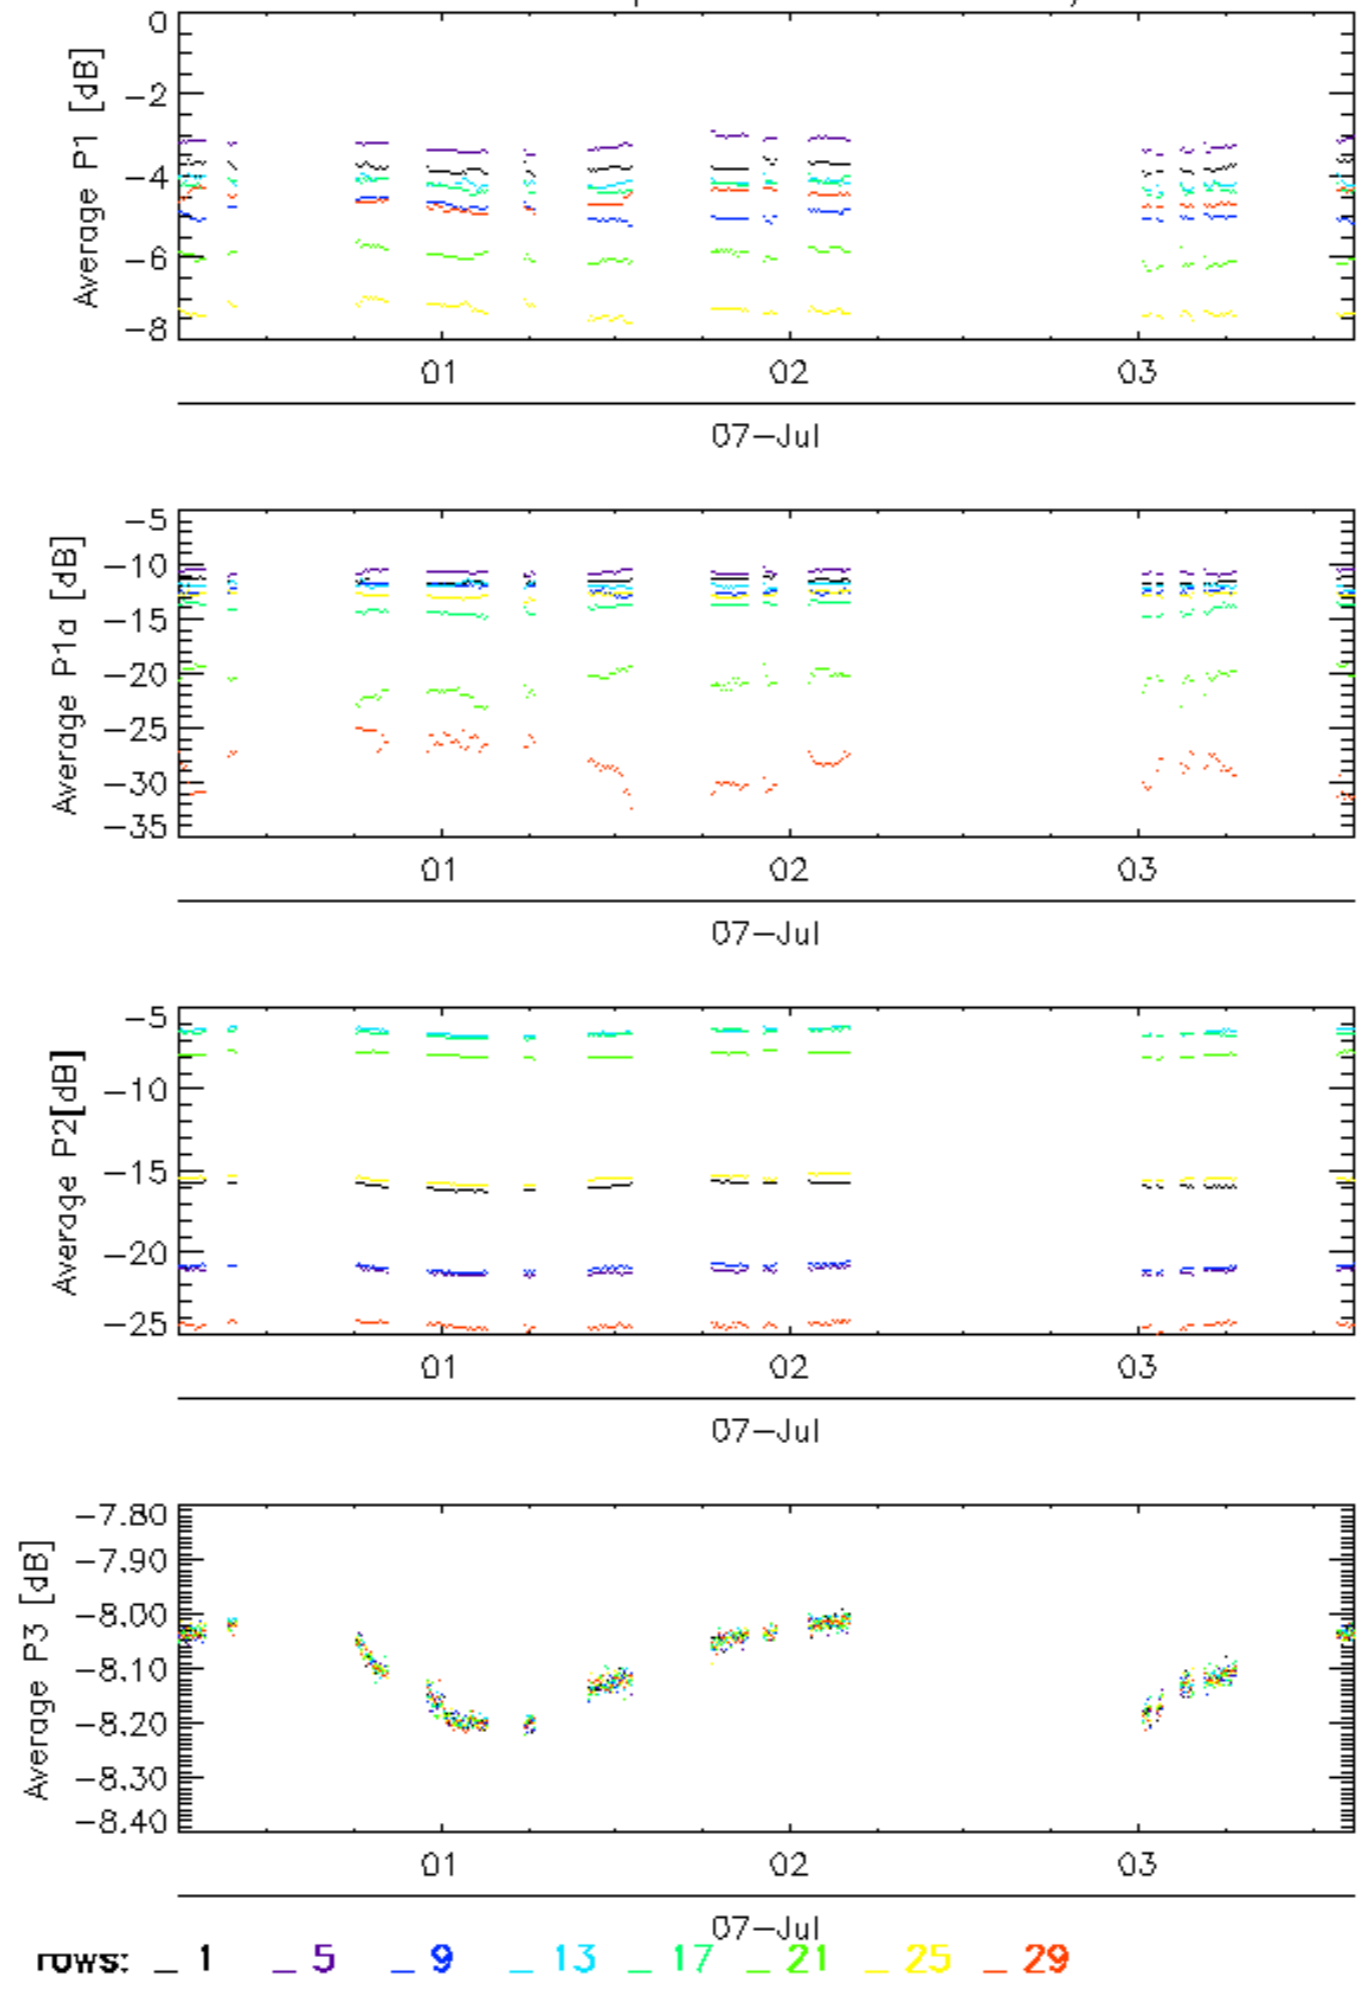 0
−2
−4
−6
−8
Average P1 [dB]
01 02 03
07−Jul
−5
−10
−15
−20
−25
−30
−35
Average P1a [dB]
01 02 03
07−Jul
−5
−10
−15
−20
−25
Average P2[dB]
01 02 03
07−Jul
−7.80
−7.90
−8.00
−8.10
−8.20
−8.30
−8.40
Average P3 [dB]
01 02 03
07−Jul
rows: _ 1 _ 5 _ 9 _ 13 _ 17 _ 21 _ 25 _ 29